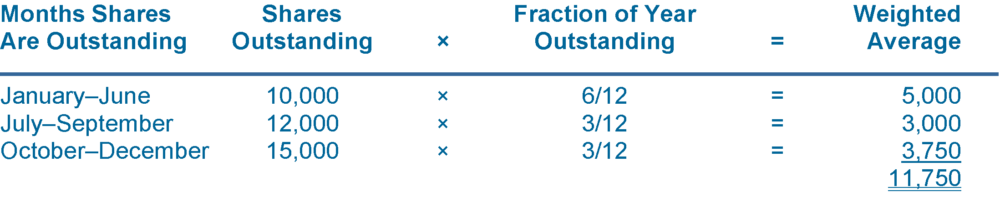 Months Shares Shares Fraction of Year Weighted
Are Outstanding Outstanding × Outstanding = Average
January–June 10,000 × 6/12 = 5,000
July–September 12,000 × 3/12 = 3,000
October–December 15,000 × 3/12 = 3,750
11,750